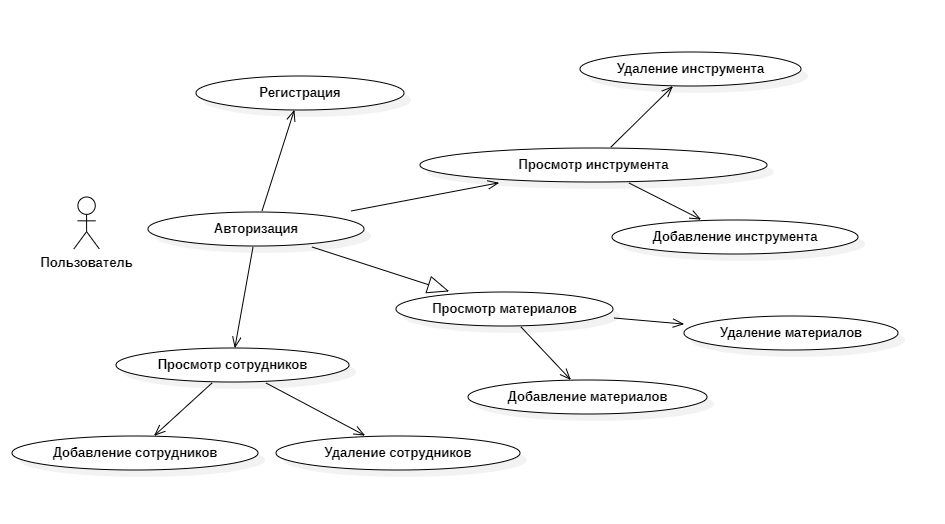 Удаление инструмента
Регистрация
Просмотр инструмента
Авторизация
Добавление инструмента
Пользователь
Просмотр материалов
Удаление материалов
Просмотр сотрудников
Добавление материалов
Добавление сотрудников
Удаление сотрудников